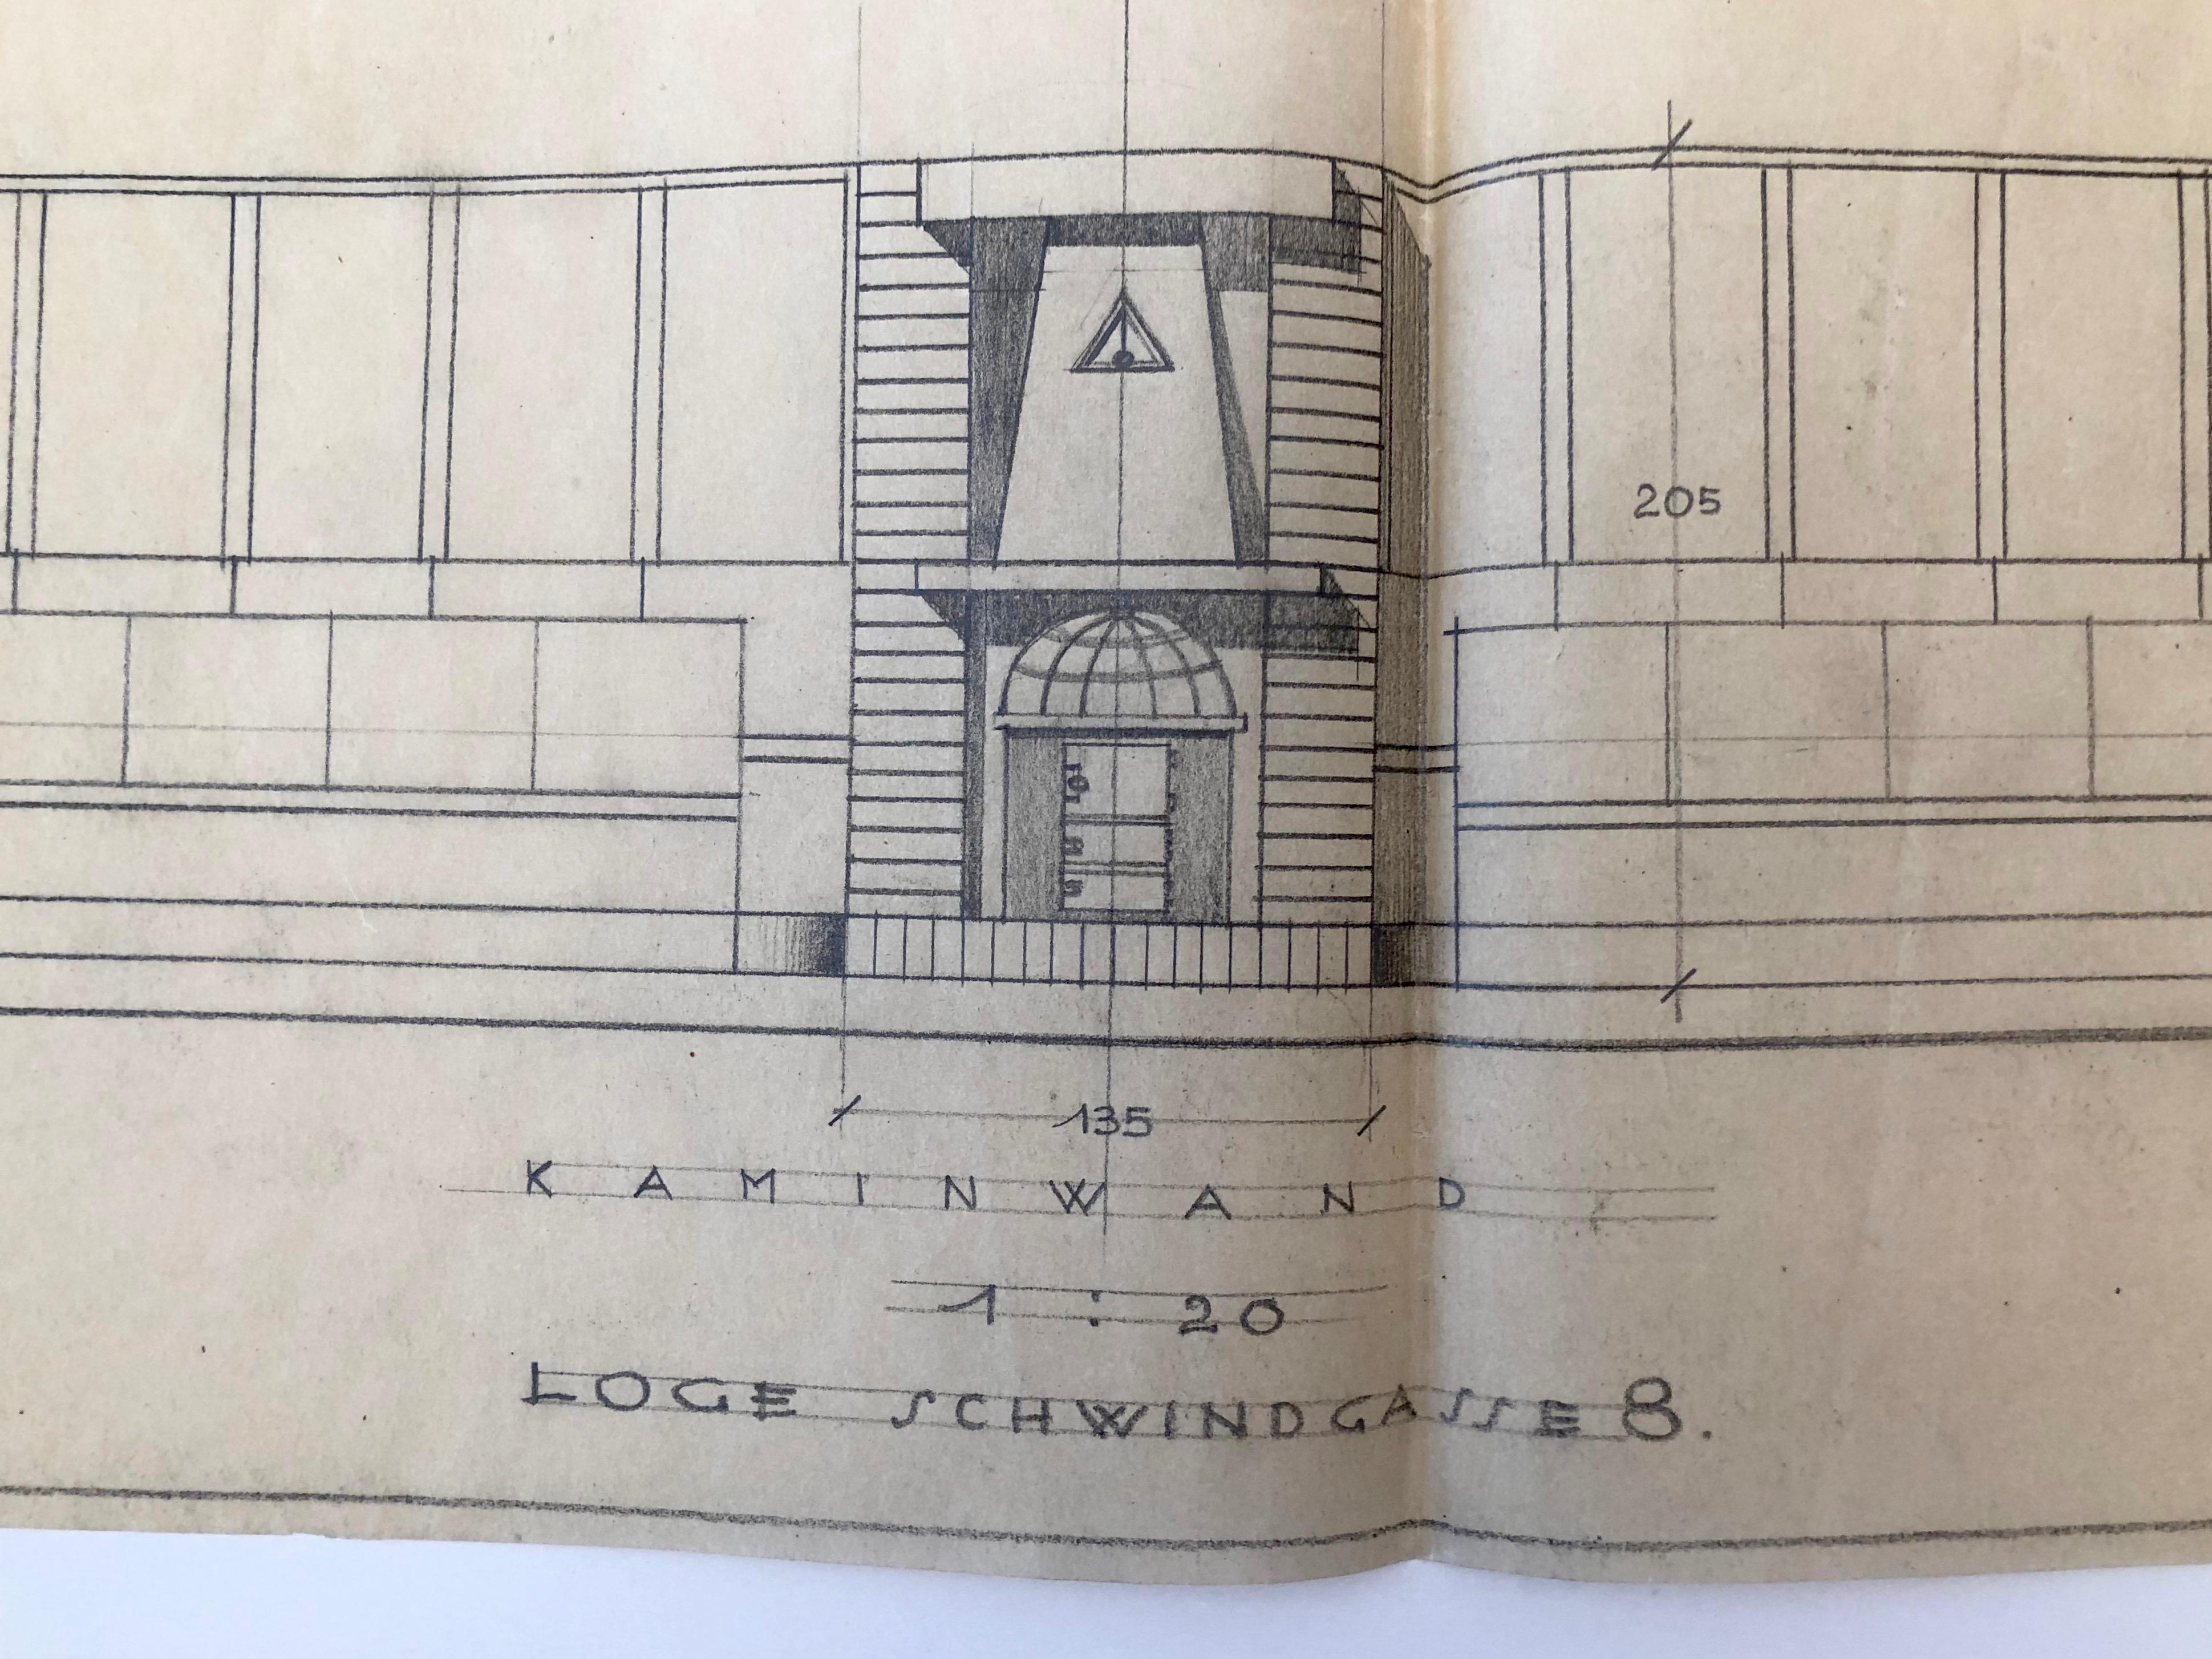 205
135
KAMINWAND
1 : 20
LOGE SCHWINDGASSE 8.